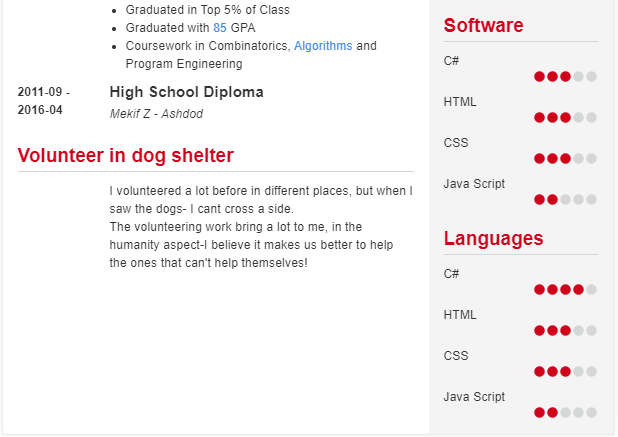 Graduated in Top 5% of Class
Graduated with 85 GPA
Coursework in Combinatorics, Algorithms and
Program Engineering
2011-09 -
2016-04
High School Diploma
Mekif Z - Ashdod
Volunteer in dog shelter
I volunteered a lot before in different places, but when I
saw the dogs- I cant cross a side.
The volunteering work bring a lot to me, in the
humanity aspect-I believe it makes us better to help
the ones that can't help themselves!
Software
C#
HTML
CSS
Java Script
Languages
C#
HTML
CSS
Java Script